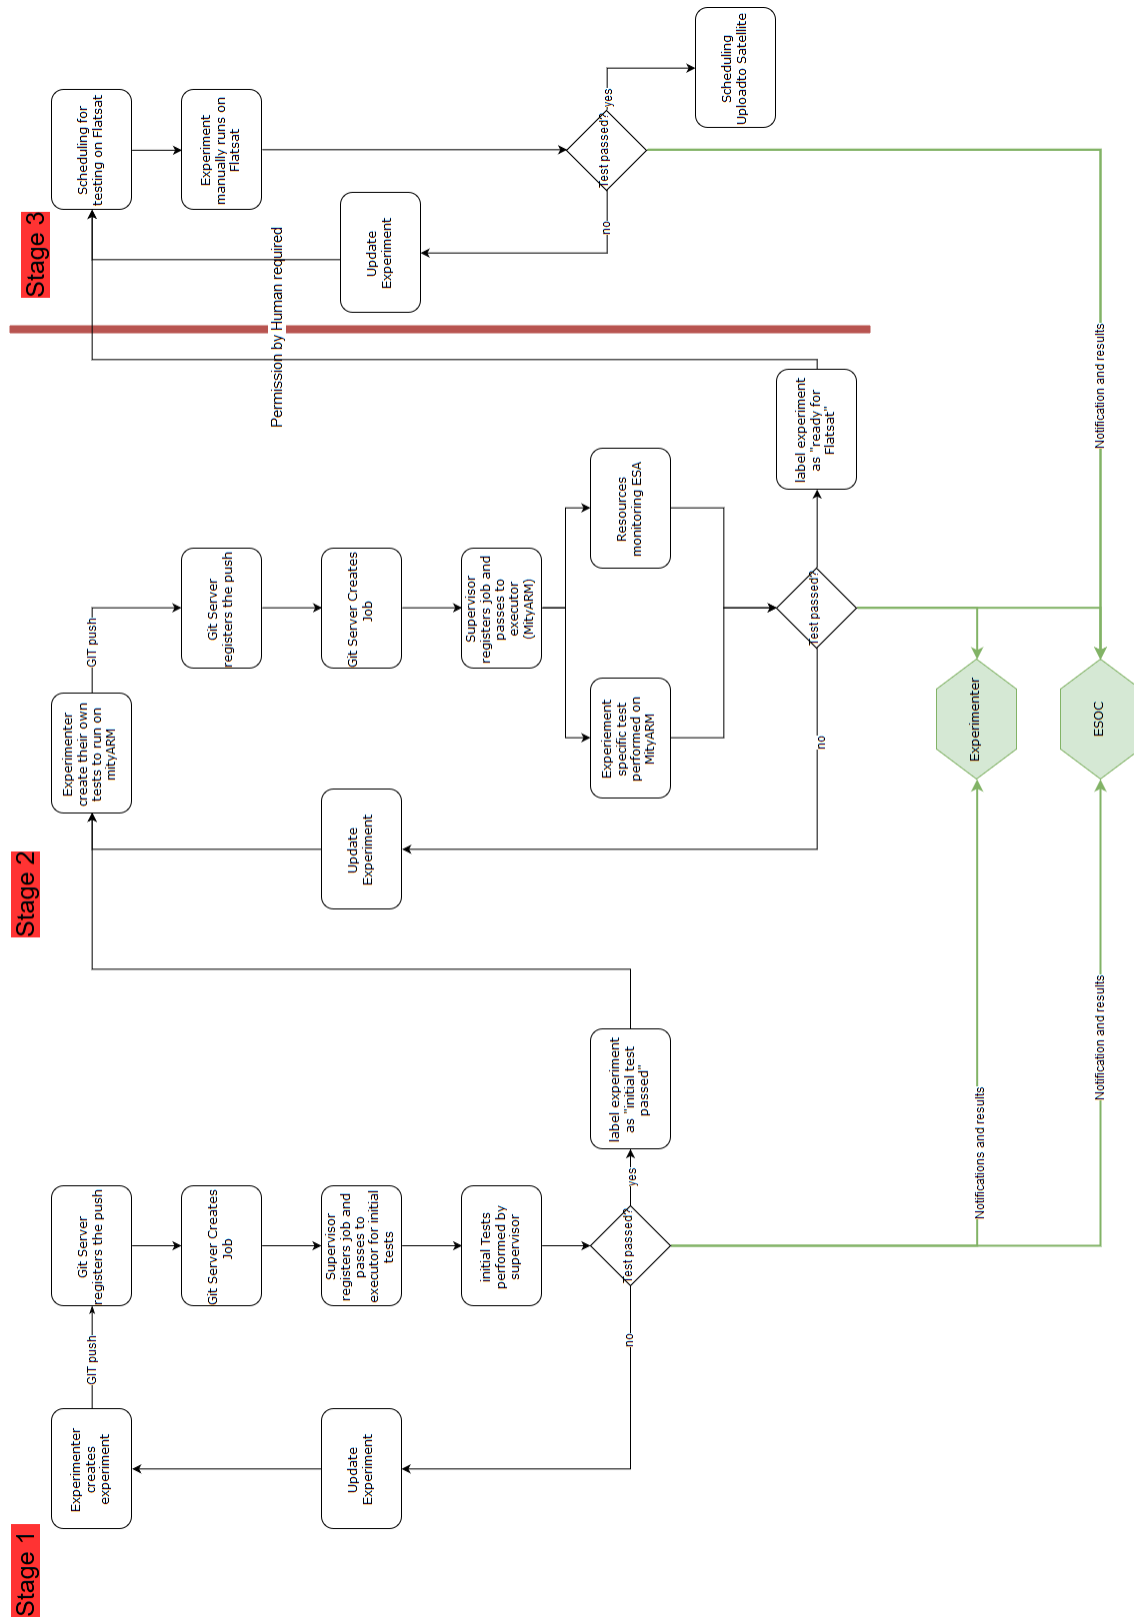 Stage 1
Experimenter
creates
experiment
GIT push
Git Server
registers the push
Git Server Creates
Job
Supervisor
registers job and
passes to
executor for initial
tests
initial Tests
performed by
supervisor
Test passed?
yes
no
Update
Experiment
label experiment
as "initial test
passed"
Notifications and results
Notification and results
Stage 2
Experimenter
create their own
tests to run on
mityARM
GIT push
Git Server
registers the push
Git Server Creates
Job
Supervisor
registers job and
passes to
executor
(MityARM)
Experiement
specific test
performed on
MityARM
Resources
monitoring ESA
Test passed?
no
Update
Experiment
label experiment
as "ready for
Flatsat"
Experimenter
ESOC
Permission by Human required
Stage 3
Scheduling for
testing on Flatsat
Experiment
manually runs on
Flatsat
Test passed?
yes
no
Update
Experiment
Scheduling
Uploadto Satellite
Notification and results